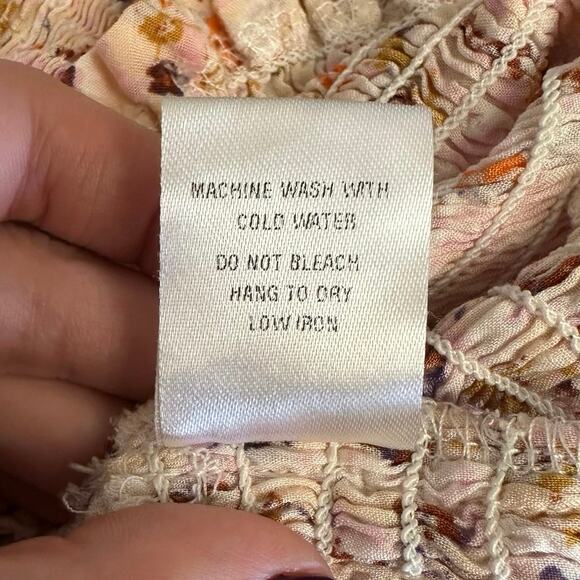 MACHINE WASH WITH
COLD WATER
DO NOT BLEACH
HANG TO DRY
LOW IRON